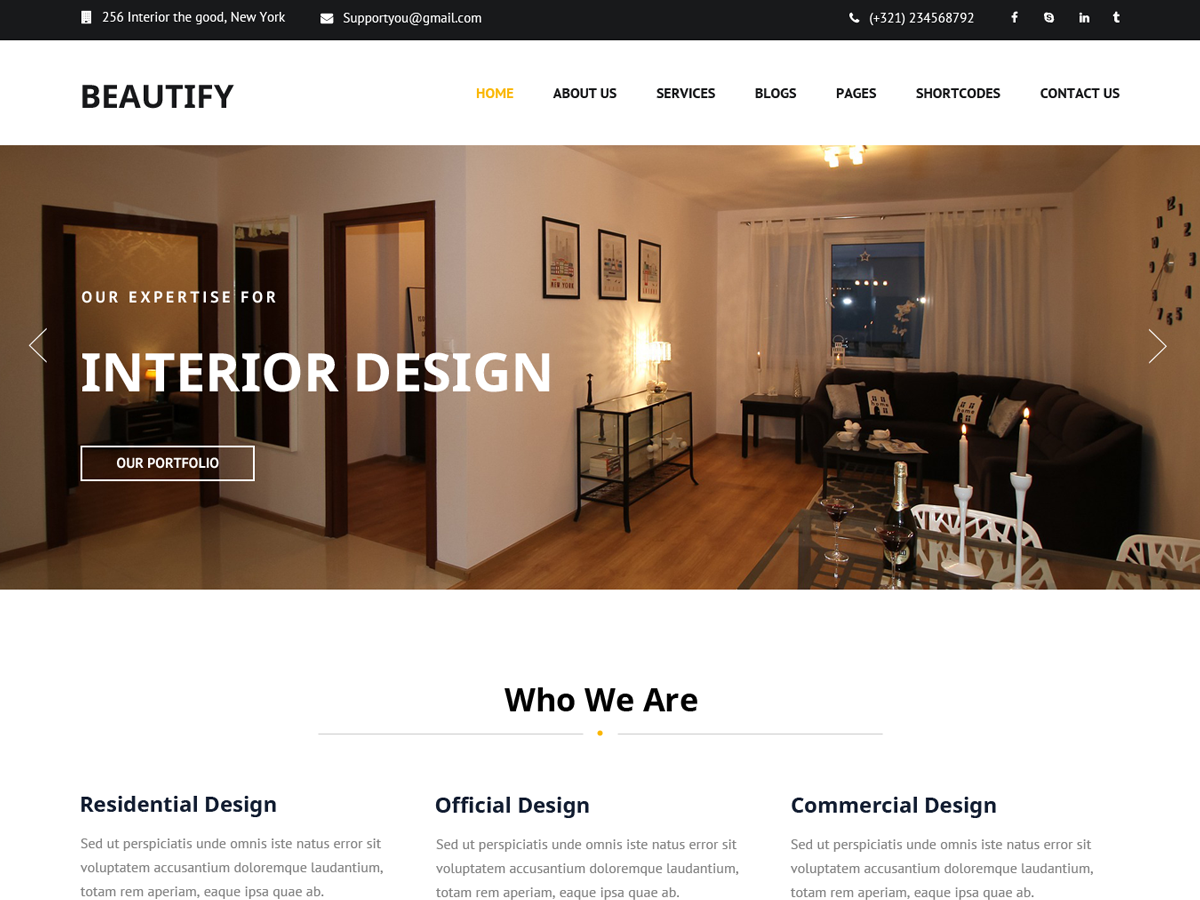 256 Interior the good, New York
Supportyou@gmail.com
(+321) 234568792
BEAUTIFY
HOME
ABOUT US
SERVICES
BLOGS
PAGES
SHORTCODES
CONTACT US
OUR EXPERTISE FOR
INTERIOR DESIGN
OUR PORTFOLIO
NEW YORK
home
Who We Are
Residential Design
Sed ut perspiciatis unde omnis iste natus error sit
voluptatem accusantium doloremque laudantium,
totam rem aperiam, eaque ipsa quae ab.
Official Design
Sed ut perspiciatis unde omnis iste natus error sit
voluptatem accusantium doloremque laudantium,
totam rem aperiam, eaque ipsa quae ab.
Commercial Design
Sed ut perspiciatis unde omnis iste natus error sit
voluptatem accusantium doloremque laudantium,
totam rem aperiam, eaque ipsa quae ab.